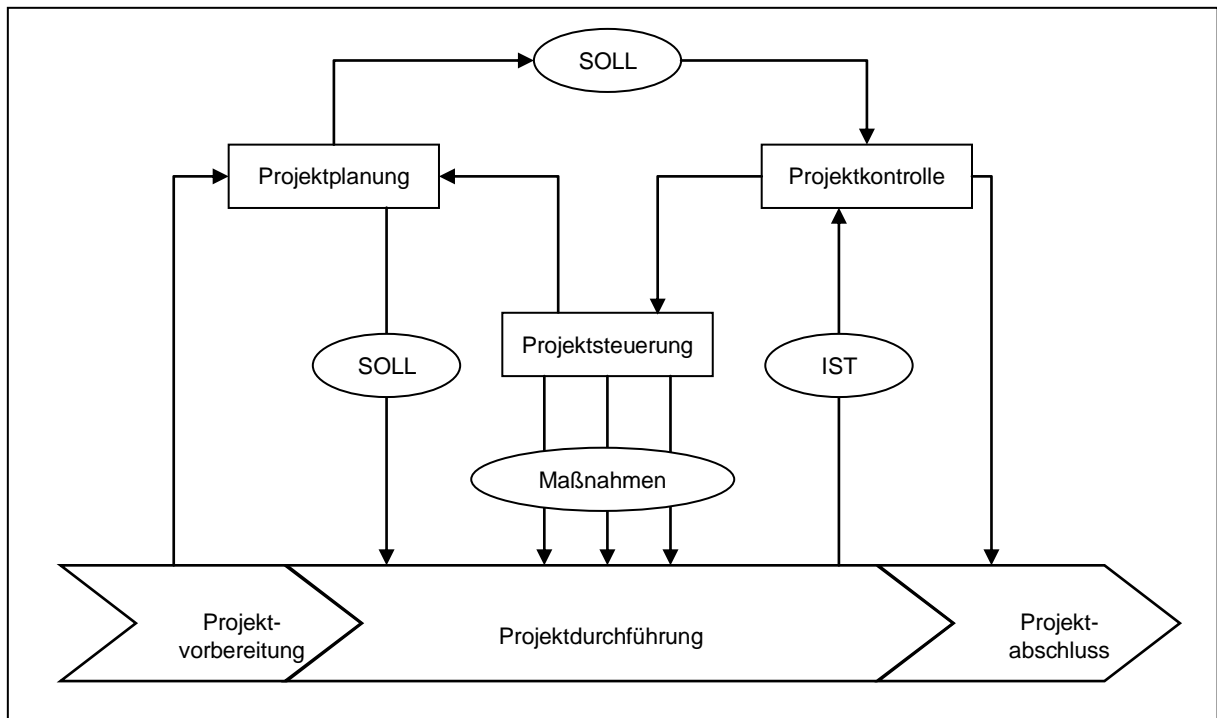 SOLL
Projektplanung
Projektkontrolle
Projektsteuerung
SOLL
IST
Maßnahmen
Projekt-
vorbereitung
Projektdurchführung
Projekt-
abschluss